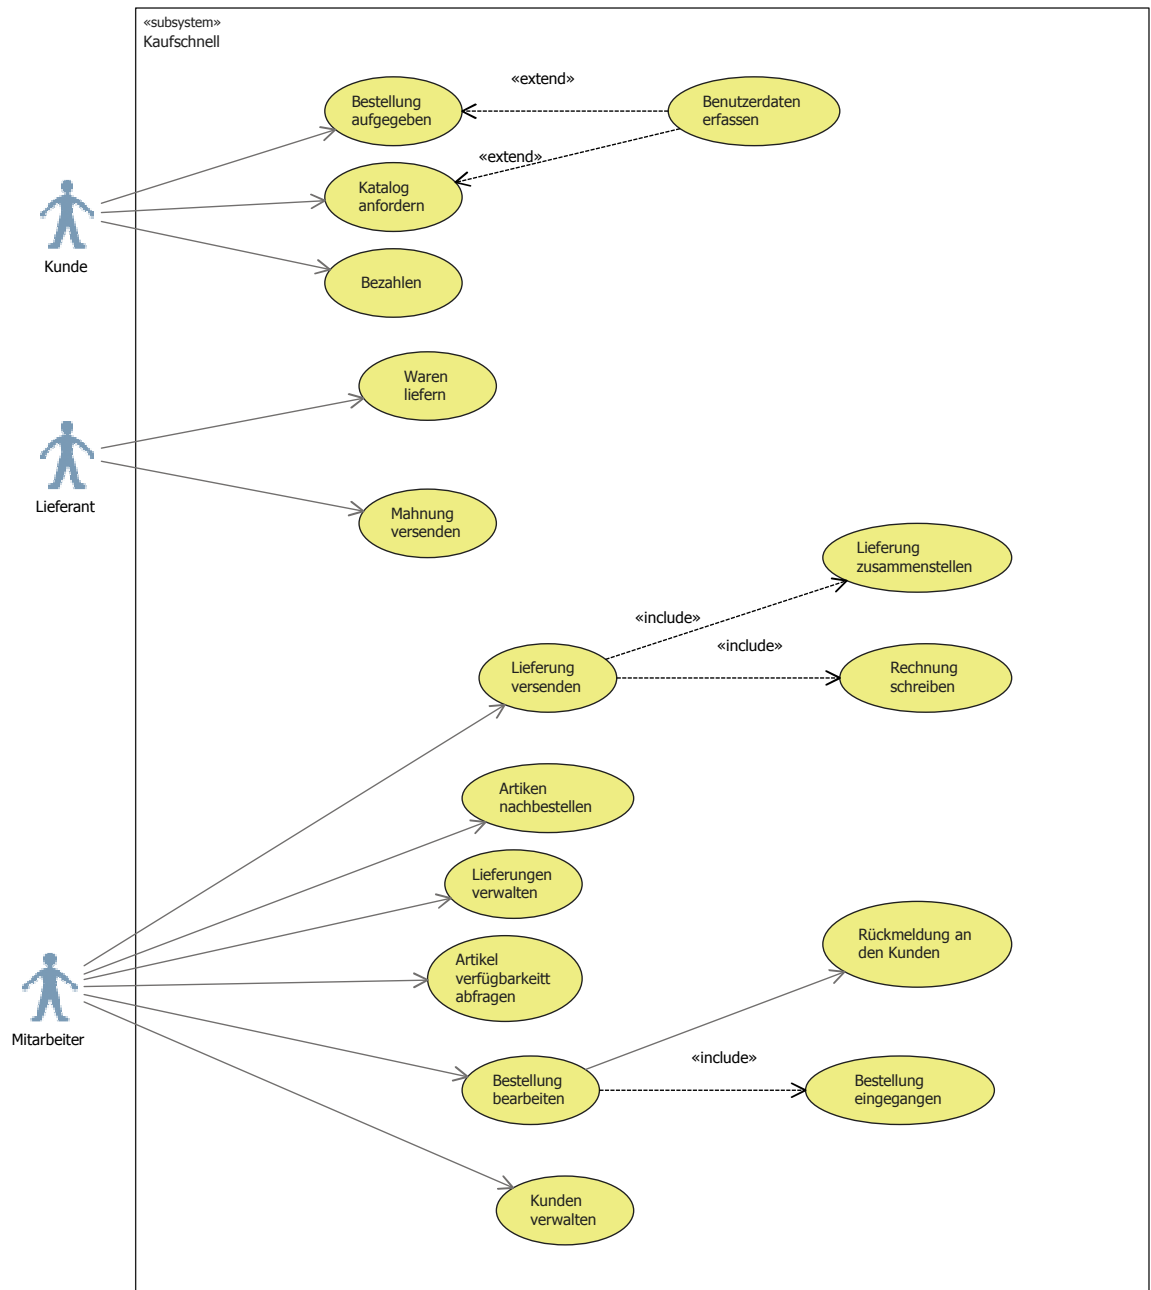 «subsystem»
Kaufschnell
«extend»
Bestellung
aufgegeben
Benutzerdaten
erfassen
«extend»
Katalog
anfordern
Kunde
Bezahlen
Waren
liefern
Lieferant
Mahnung
versenden
Lieferung
zusammenstellen
«include»
«include»
Lieferung
versenden
Rechnung
schreiben
Artiken
nachbestellen
Lieferungen
verwalten
Rückmeldung an
den Kunden
Artikel
verfügbarkeitt
abfragen
Mitarbeiter
«include»
Bestellung
bearbeiten
Bestellung
eingegangen
Kunden
verwalten